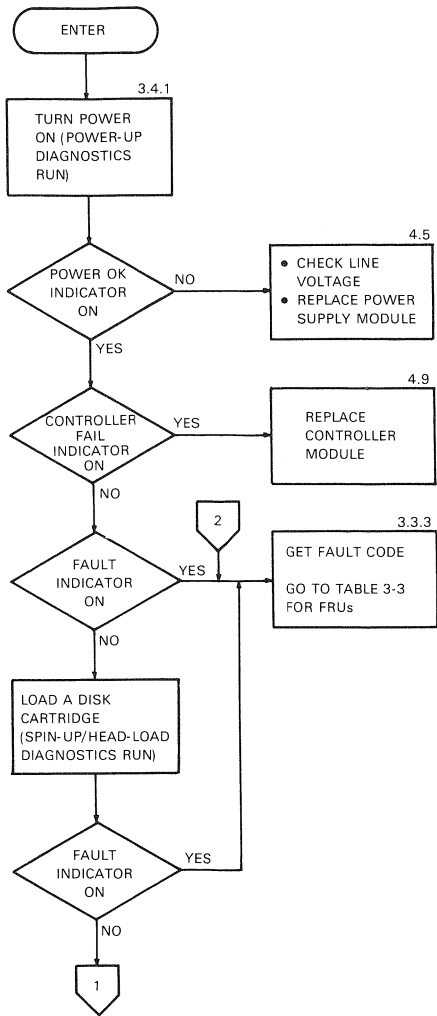 ENTER
3.4.1
TURN POWER
ON (POWER-UP
DIAGNOSTICS
RUN)
POWER OK
INDICATOR
ON
NO
YES
4.5
● CHECK LINE
VOLTAGE
● REPLACE POWER
SUPPLY MODULE
CONTROLLER
FAIL
INDICATOR
ON
YES
NO
4.9
REPLACE
CONTROLLER
MODULE
2
FAULT
INDICATOR
ON
YES
NO
3.3.3
GET FAULT CODE
GO TO TABLE 3-3
FOR FRUs
LOAD A DISK
CARTRIDGE
(SPIN-UP/HEAD-LOAD
DIAGNOSTICS RUN)
FAULT
INDICATOR
ON
YES
NO
1